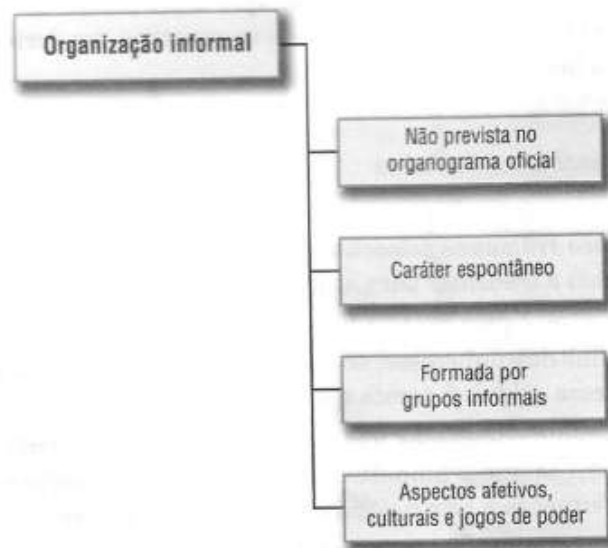 Organização informal
Não prevista no
organograma oficial
Caráter espontâneo
Formada por
grupos informais
Aspectos afetivos,
culturais e jogos de poder